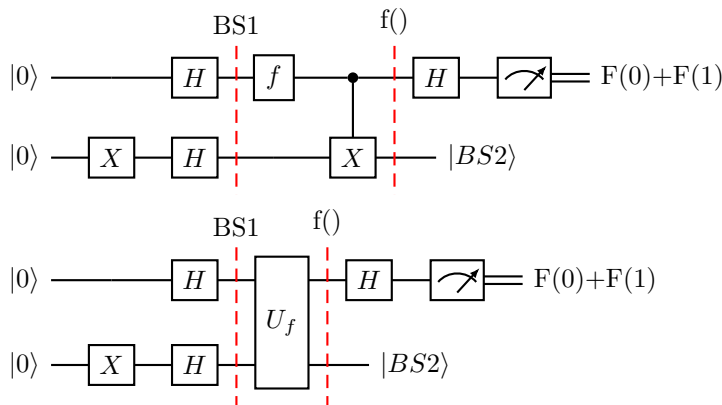 BS1 f()
|0⟩ H f H F(0)+F(1)
|0⟩ X H X |BS2⟩
BS1 f()
|0⟩ H H F(0)+F(1)
U_f
|0⟩ X H |BS2⟩